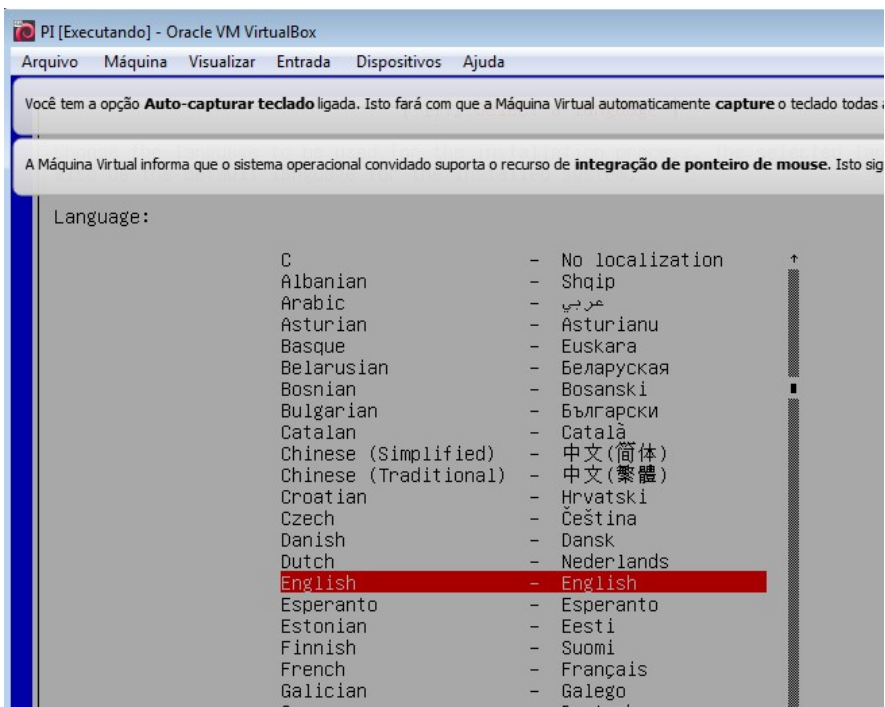 PI [Executando] - Oracle VM VirtualBox
Arquivo Máquina Visualizar Entrada Dispositivos Ajuda
Você tem a opção Auto-capturar teclado ligada. Isto fará com que a Máquina Virtual automaticamente capture o teclado todas
A Máquina Virtual informa que o sistema operacional convidado suporta o recurso de integração de ponteiro de mouse. Isto sig
Language:
C - No localization
Albanian - Shqip
Arabic - عربي
Asturian - Asturianu
Basque - Euskara
Belarusian - Беларуская
Bosnian - Bosanski
Bulgarian - Български
Catalan - Català
Chinese (Simplified) - 中文(简体)
Chinese (Traditional) - 中文(繁體)
Croatian - Hrvatski
Czech - Čeština
Danish - Dansk
Dutch - Nederlands
English - English
Esperanto - Esperanto
Estonian - Eesti
Finnish - Suomi
French - Français
Galician - Galego